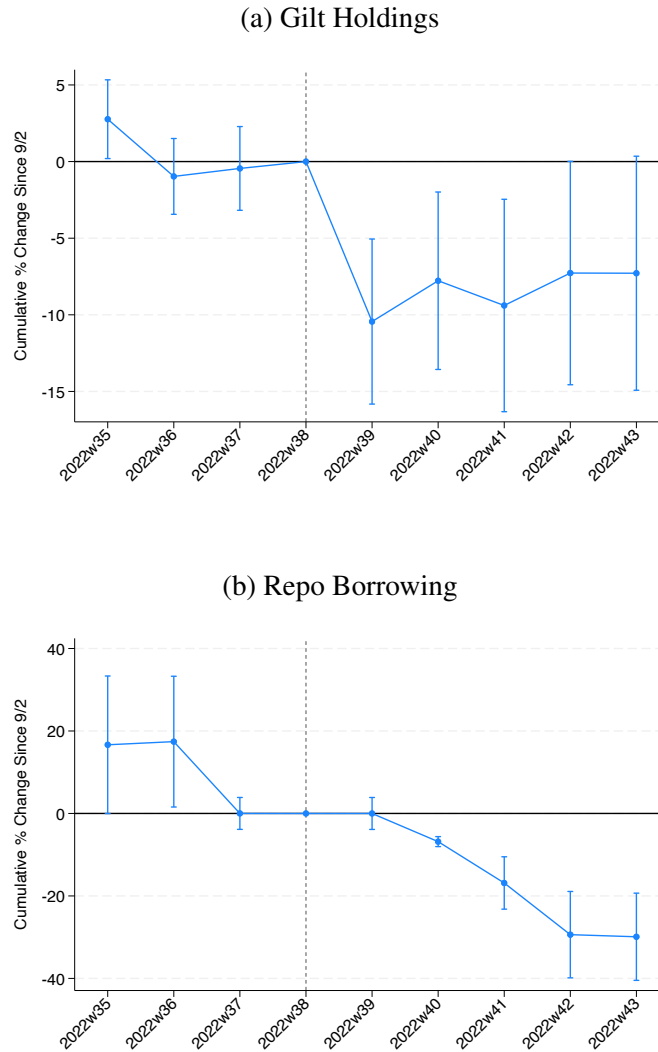 (a) Gilt Holdings
Cumulative % Change Since 9/2
5
0
-5
-10
-15
2022w35
2022w36
2022w37
2022w38
2022w39
2022w40
2022w41
2022w42
2022w43
(b) Repo Borrowing
Cumulative % Change Since 9/2
40
20
0
-20
-40
2022w35
2022w36
2022w37
2022w38
2022w39
2022w40
2022w41
2022w42
2022w43